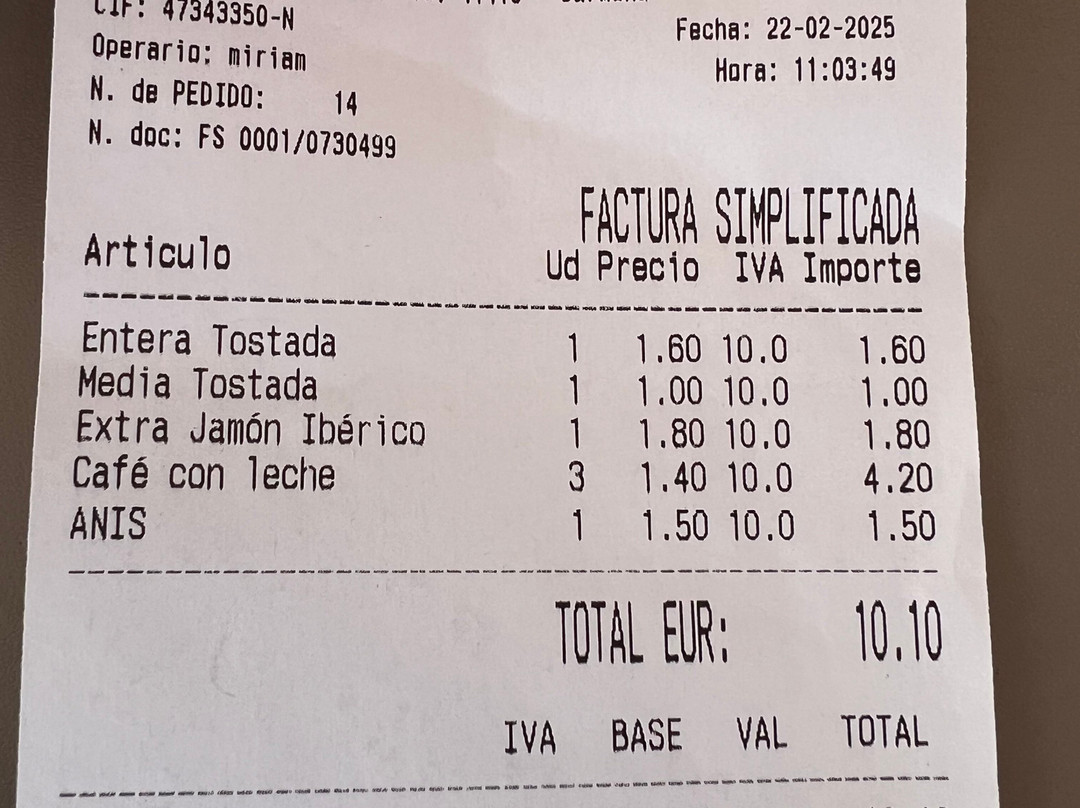 CIF: 47343350-N
Fecha: 22-02-2025
Operario: miriam
Hora: 11:03:49
N. de PEDIDO: 14
N. doc: FS 0001/0730499
FACTURA SIMPLIFICADA
Articulo Ud Precio IVA Importe
Entera Tostada 1 1.60 10.0 1.60
Media Tostada 1 1.00 10.0 1.00
Extra Jamón Ibérico 1 1.80 10.0 1.80
Café con leche 3 1.40 10.0 4.20
ANIS 1 1.50 10.0 1.50
TOTAL EUR: 10.10
IVA BASE VAL TOTAL